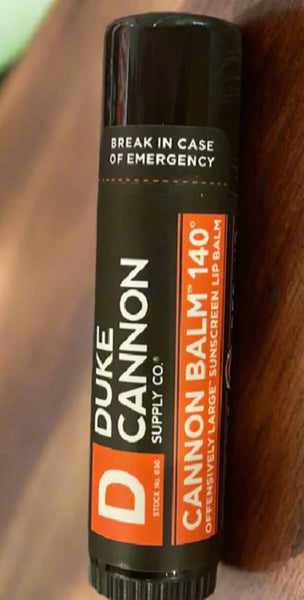 BREAK IN CASE
OF EMERGENCY
D
DUKE
CANNON
SUPPLY CO.®
STOCK No. 030
CANNON BALM™ 140°
OFFENSIVELY LARGE™ SUNSCREEN LIP BALM